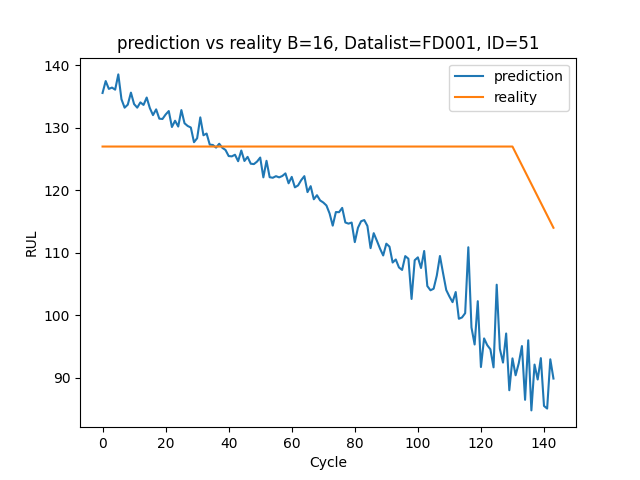 prediction vs reality B=16, Datalist=FD001, ID=51
prediction
reality
140
130
120
110
100
90
RUL
0 20 40 60 80 100 120 140
Cycle